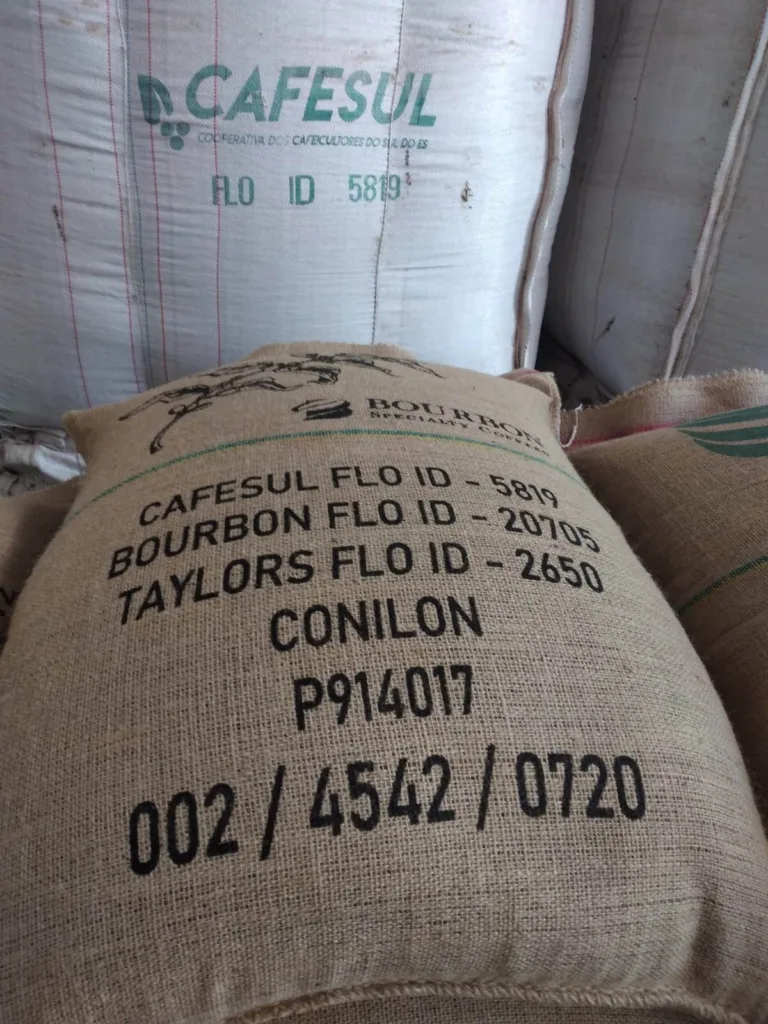 CAFESUL
COOPERATIVA DOS CAFEICULTORES DO SUL DO ES
FLO ID 5819
BOURBON
SPECIALTY COFFEES
CAFESUL FLO ID - 5819
BOURBON FLO ID - 20705
TAYLORS FLO ID - 2650
CONILON
P914017
002 / 4542 / 0720